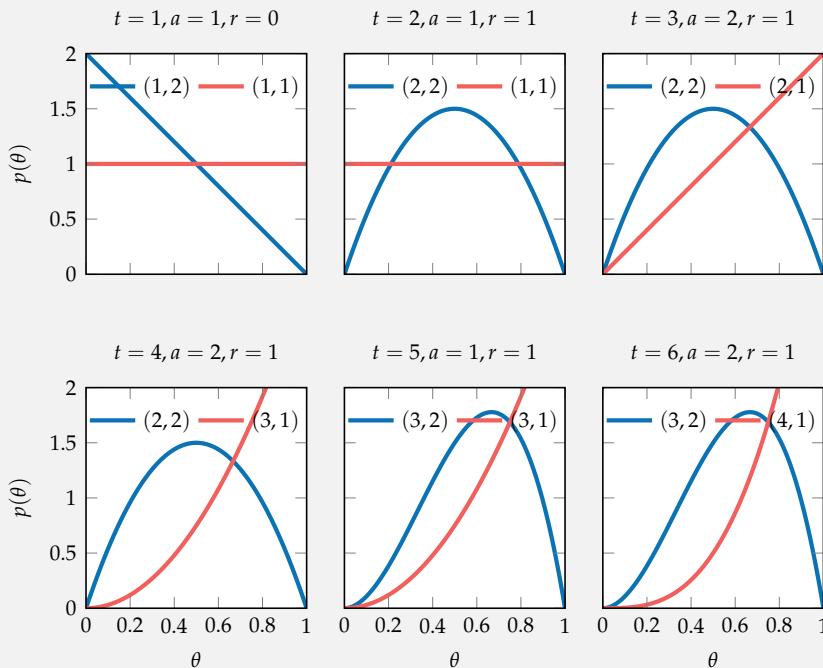 t = 1, a = 1, r = 0
t = 2, a = 1, r = 1
t = 3, a = 2, r = 1
2
1.5
1
0.5
0
p(θ)
(1, 2) (1, 1)
(2, 2) (1, 1)
(2, 2) (2, 1)
t = 4, a = 2, r = 1
t = 5, a = 1, r = 1
t = 6, a = 2, r = 1
2
1.5
1
0.5
0
p(θ)
(2, 2) (3, 1)
(3, 2) (3, 1)
(3, 2) (4, 1)
0 0.2 0.4 0.6 0.8 1
0 0.2 0.4 0.6 0.8 1
0 0.2 0.4 0.6 0.8 1
θ
θ
θ